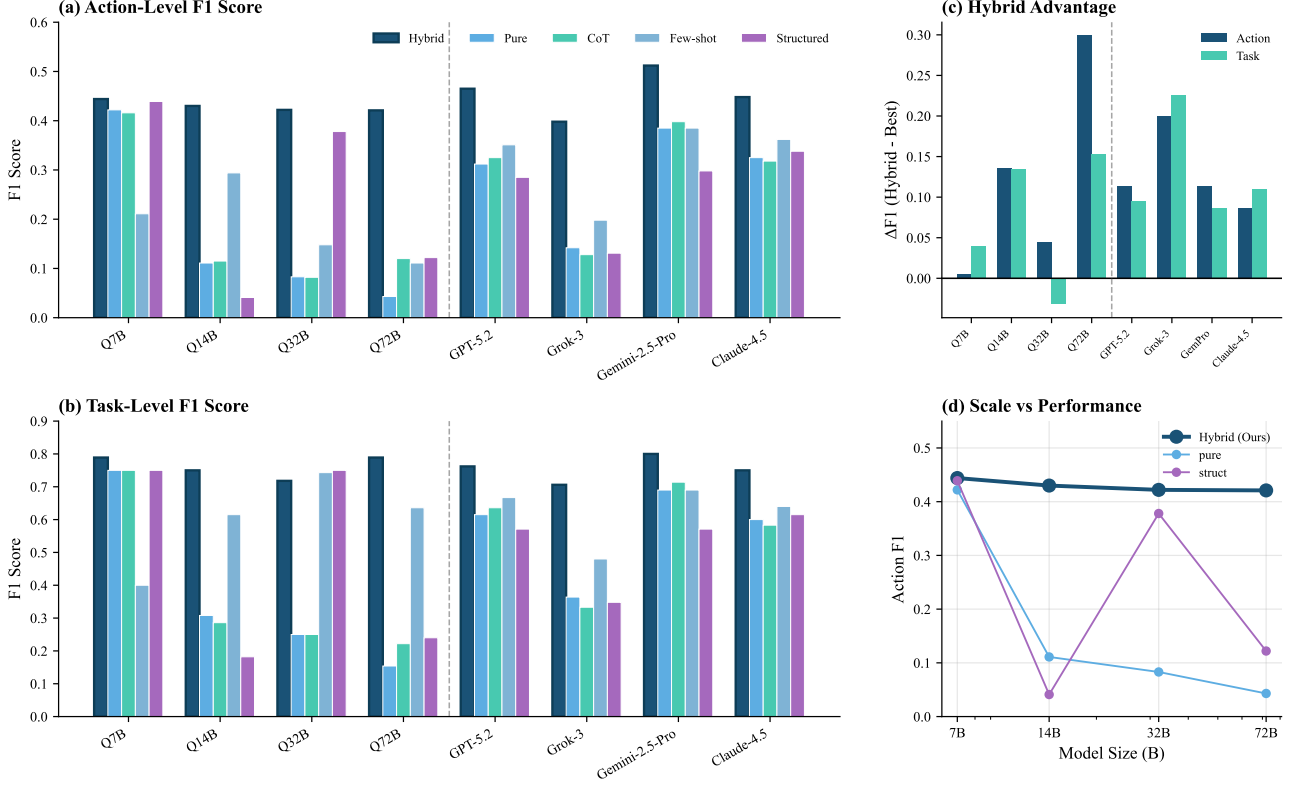 (a) Action-Level F1 Score
0.6
0.5
0.4
0.3
0.2
0.1
0.0
F1 Score
Hybrid
Pure
CoT
Few-shot
Structured
Q7B
Q14B
Q32B
Q72B
GPT-5.2
Grok-3
Gemini-2.5-Pro
Claude-4.5
(c) Hybrid Advantage
0.30
0.25
0.20
0.15
0.10
0.05
0.00
ΔF1 (Hybrid - Best)
Action
Task
Q7B
Q14B
Q32B
Q72B
GPT-5.2
Grok-3
GemPro
Claude-4.5
(b) Task-Level F1 Score
0.9
0.8
0.7
0.6
0.5
0.4
0.3
0.2
0.1
0.0
F1 Score
Q7B
Q14B
Q32B
Q72B
GPT-5.2
Grok-3
Gemini-2.5-Pro
Claude-4.5
(d) Scale vs Performance
0.5
0.4
0.3
0.2
0.1
0.0
Action F1
Hybrid (Ours)
pure
struct
7B
14B
32B
72B
Model Size (B)